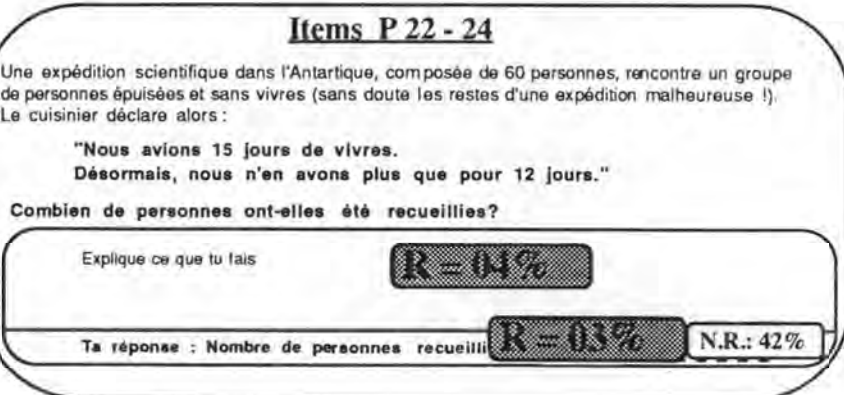 Items P 22 - 24
Une expédition scientifique dans l'Antartique, composée de 60 personnes, rencontre un groupe
de personnes épuisées et sans vivres (sans doute les restes d'une expédition malheureuse !).
Le cuisinier déclare alors :
"Nous avions 15 jours de vivres.
Désormais, nous n'en avons plus que pour 12 jours."
Combien de personnes ont-elles été recueillies?
Explique ce que tu fais
R = 04%
Ta réponse : Nombre de personnes recueilli R = 03% N.R.: 42%